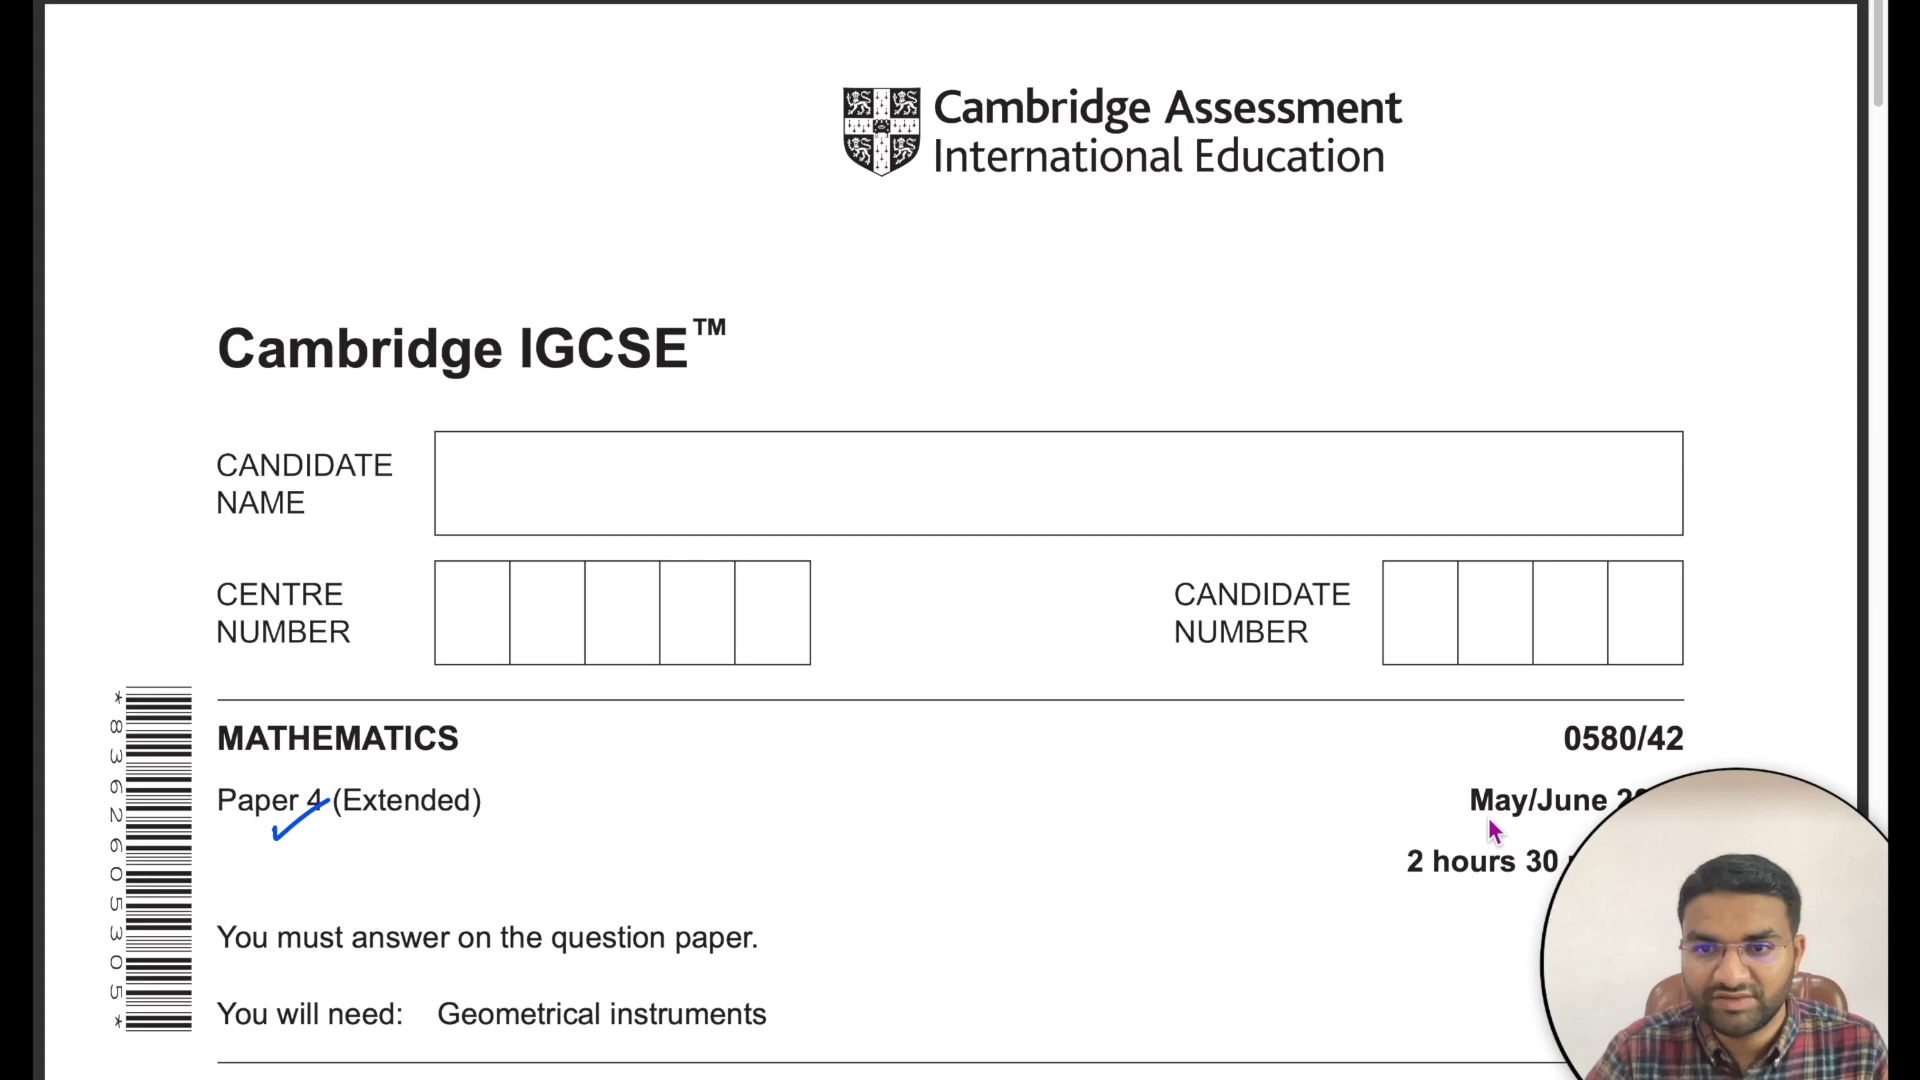 Cambridge Assessment
International Education
Cambridge IGCSE™
CANDIDATE
NAME
CENTRE
NUMBER
CANDIDATE
NUMBER
*8362605305*
MATHEMATICS 0580/42
Paper 4 (Extended) May/June
2 hours 30
You must answer on the question paper.
You will need: Geometrical instruments